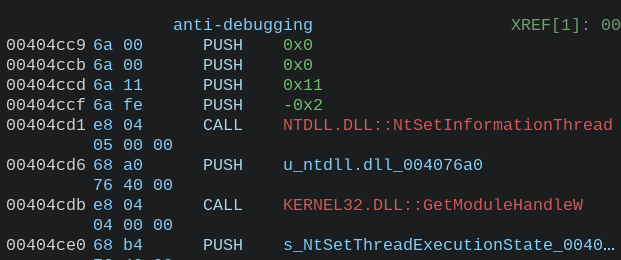 anti-debugging XREF[1]: 00
00404cc9 6a 00 PUSH 0x0
00404ccb 6a 00 PUSH 0x0
00404ccd 6a 11 PUSH 0x11
00404ccf 6a fe PUSH -0x2
00404cd1 e8 04 CALL NTDLL.DLL::NtSetInformationThread
05 00 00
00404cd6 68 a0 PUSH u_ntdll.dll_004076a0
76 40 00
00404cdb e8 04 CALL KERNEL32.DLL::GetModuleHandleW
04 00 00
00404ce0 68 b4 PUSH s_NtSetThreadExecutionState_0040...